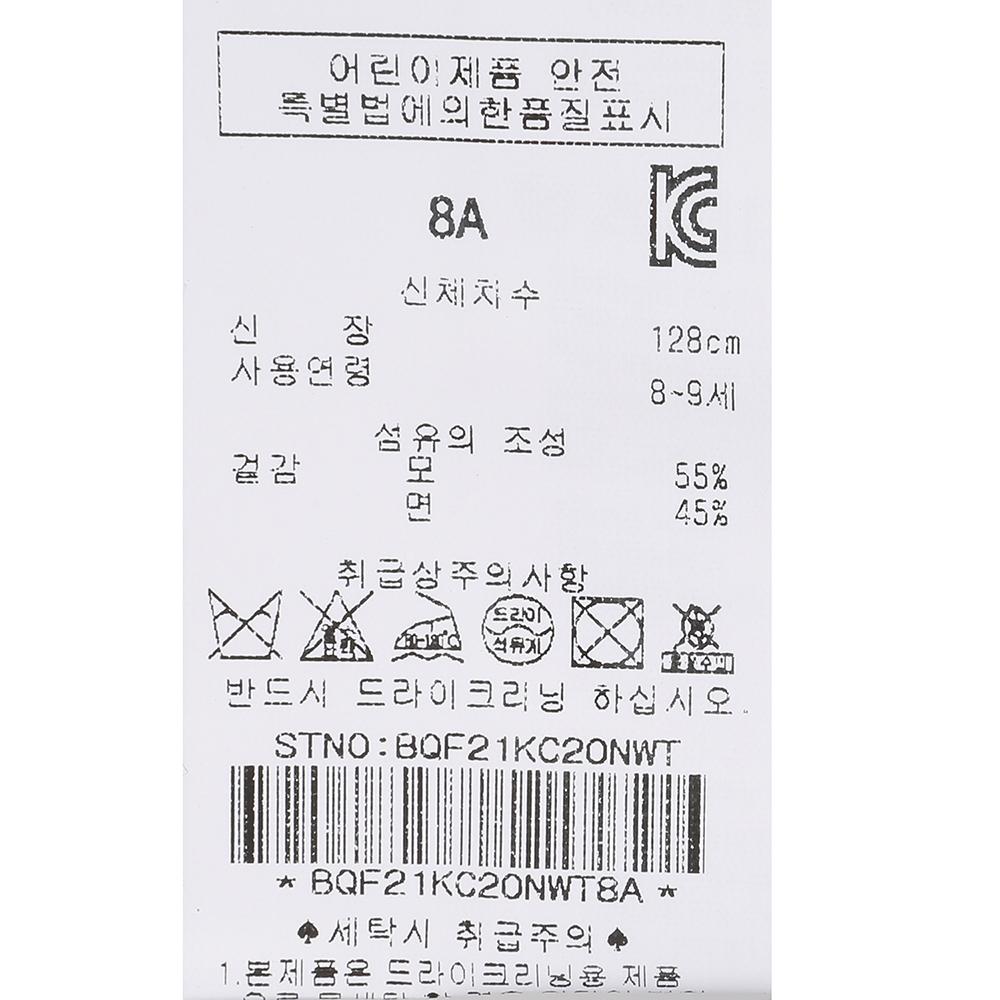 어린이제품 안전
특별법에의한품질표시
KC
8A
신체치수
신 장 128cm
사용연령 8~9세
섬유의 조성
겉감 모 55%
면 45%
취급상주의사항
드라이
석유계
반드시 드라이크리닝 하십시오.
STNO:BQF21KC20NWT
* BQF21KC20NWT8A *
♠세탁시 취급주의♠
1.본제품은 드라이크리닝용 제품